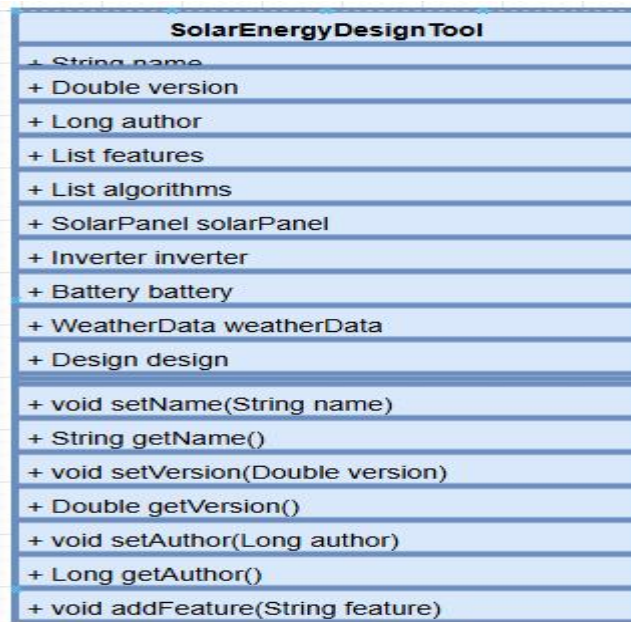 SolarEnergyDesignTool
+ String name
+ Double version
+ Long author
+ List features
+ List algorithms
+ SolarPanel solarPanel
+ Inverter inverter
+ Battery battery
+ WeatherData weatherData
+ Design design
+ void setName(String name)
+ String getName()
+ void setVersion(Double version)
+ Double getVersion()
+ void setAuthor(Long author)
+ Long getAuthor()
+ void addFeature(String feature)